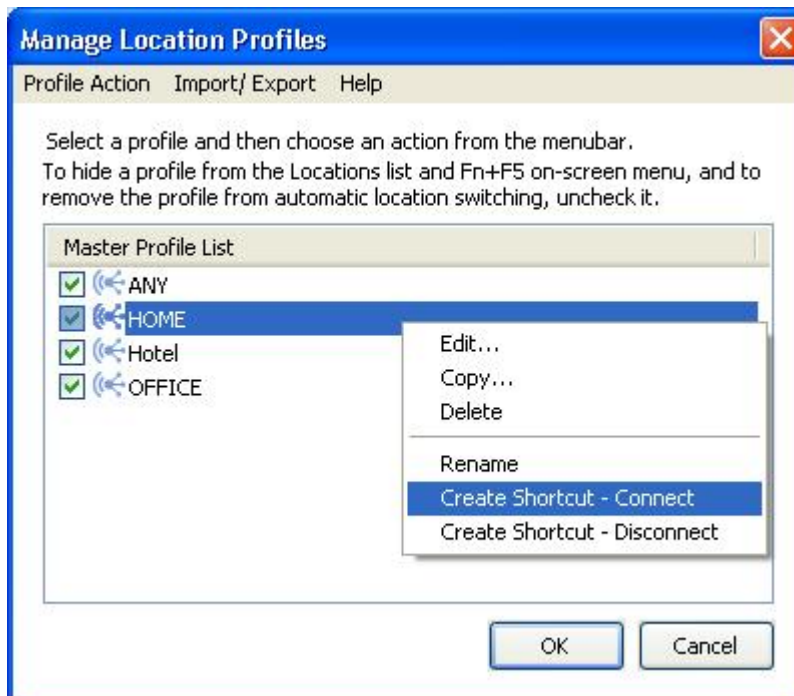 Manage Location Profiles
Profile Action Import/ Export Help
Select a profile and then choose an action from the menubar.
To hide a profile from the Locations list and Fn+F5 on-screen menu, and to
remove the profile from automatic location switching, uncheck it.
Master Profile List
ANY
HOME
Hotel
OFFICE
Edit...
Copy...
Delete
Rename
Create Shortcut - Connect
Create Shortcut - Disconnect
OK Cancel